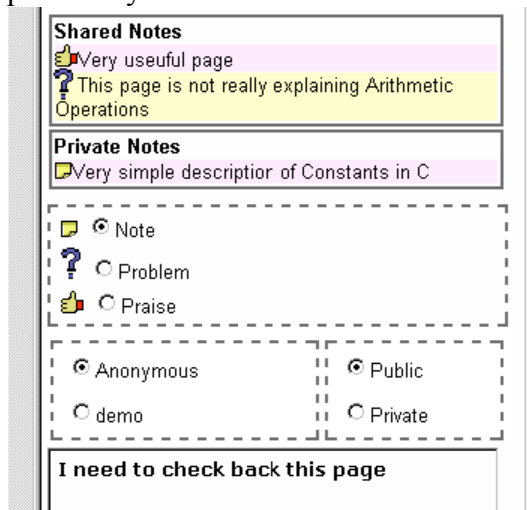 Shared Notes
Very useuful page
This page is not really explaining Arithmetic
Operations
Private Notes
Very simple descriptior of Constants in C
Note
Problem
Praise
Anonymous Public
demo Private
I need to check back this page